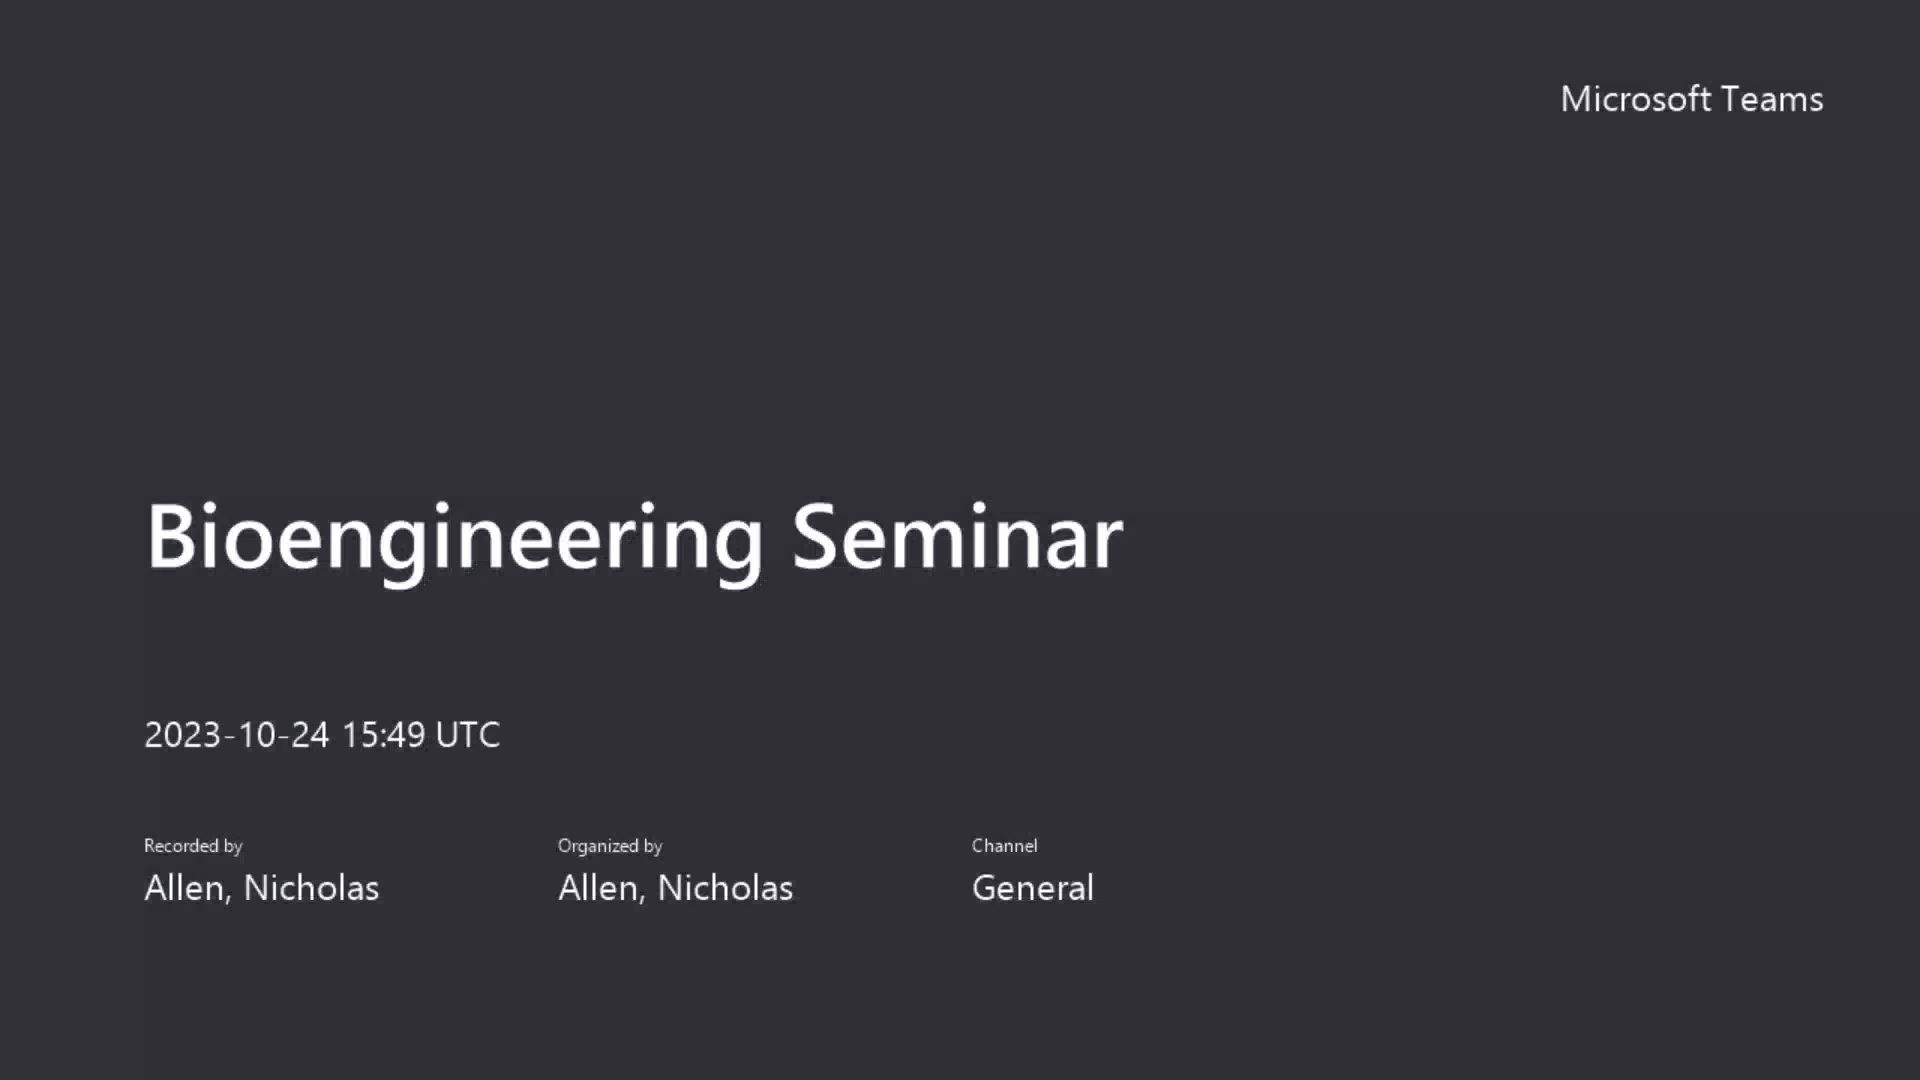 Microsoft Teams
Bioengineering Seminar
2023-10-24 15:49 UTC
Recorded by
Allen, Nicholas
Organized by
Allen, Nicholas
Channel
General